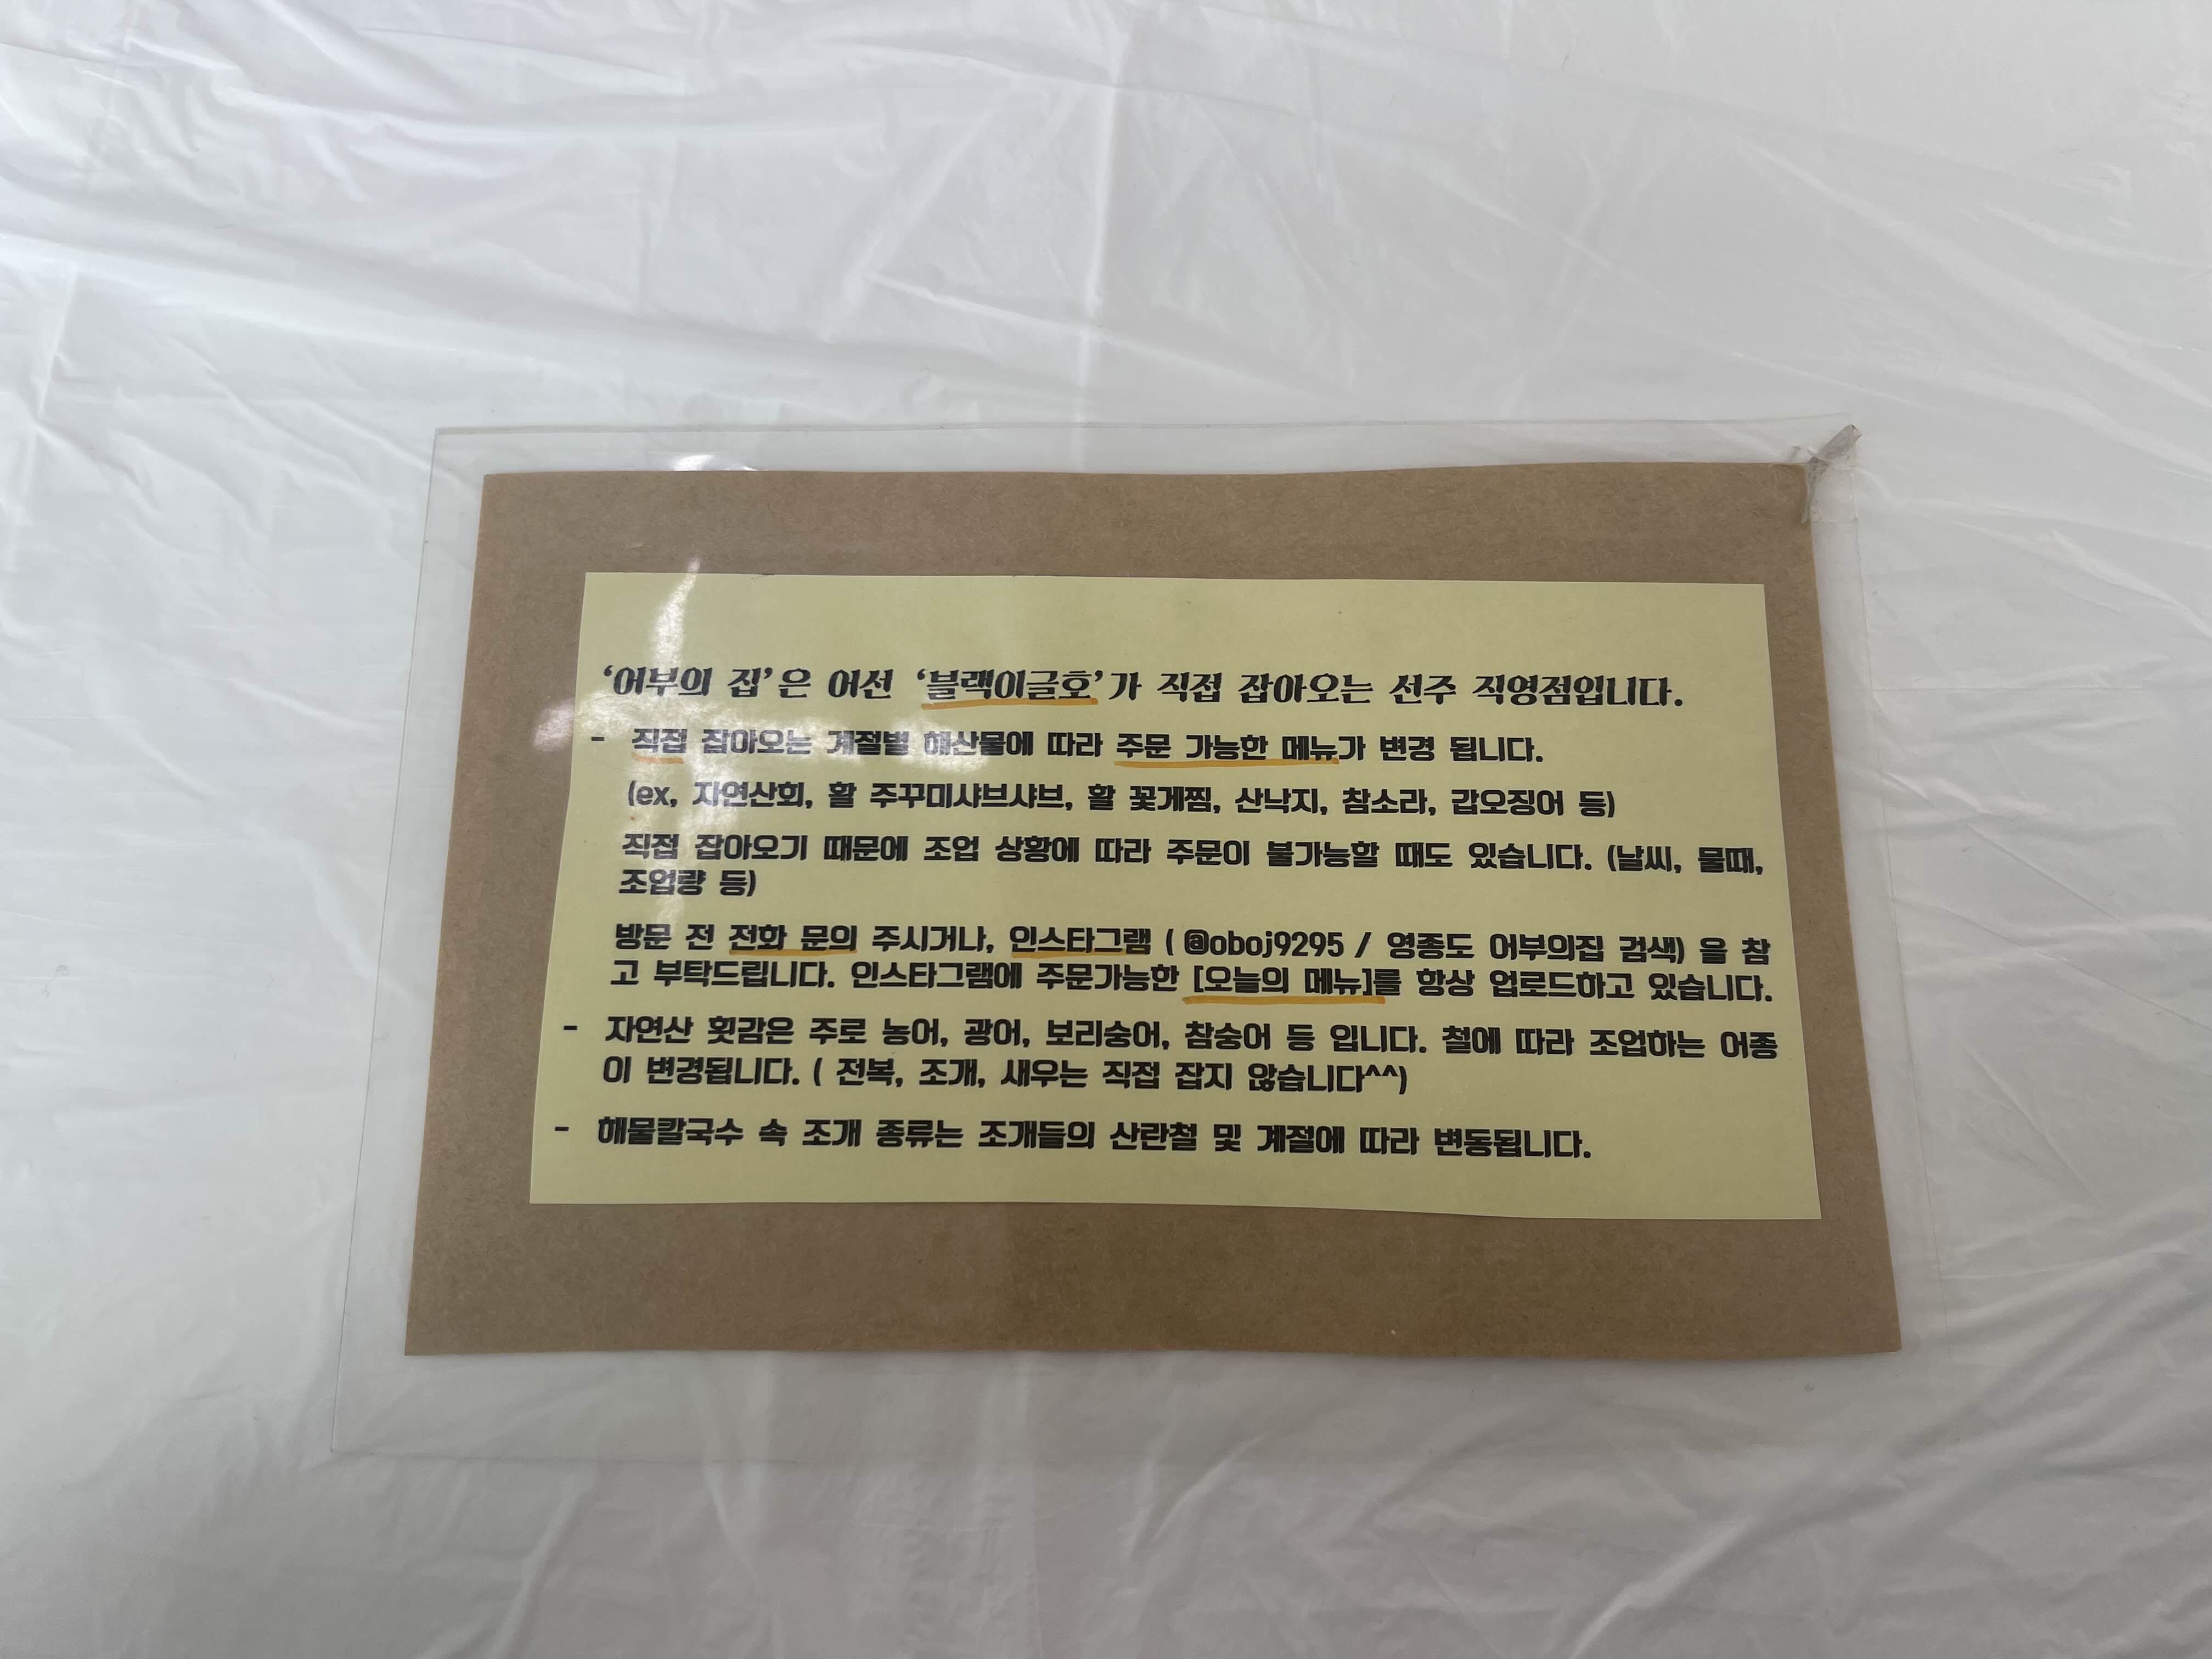 '어부의 집'은 어선 '블랙이글호'가 직접 잡아오는 선주 직영점입니다.
- 직접 잡아오는 계절별 해산물에 따라 주문 가능한 메뉴가 변경 됩니다.
(ex, 자연산회, 활 주꾸미샤브샤브, 활 꽃게찜, 산낙지, 참소라, 갑오징어 등)
직접 잡아오기 때문에 조업 상황에 따라 주문이 불가능할 때도 있습니다. (날씨, 물때,
조업량 등)
방문 전 전화 문의 주시거나, 인스타그램 ( @oboj9295 / 영종도 어부의집 검색) 을 참
고 부탁드립니다. 인스타그램에 주문가능한 [오늘의 메뉴]를 항상 업로드하고 있습니다.
- 자연산 횟감은 주로 농어, 광어, 보리숭어, 참숭어 등 입니다. 철에 따라 조업하는 어종
이 변경됩니다. ( 전복, 조개, 새우는 직접 잡지 않습니다^^)
- 해물칼국수 속 조개 종류는 조개들의 산란철 및 계절에 따라 변동됩니다.